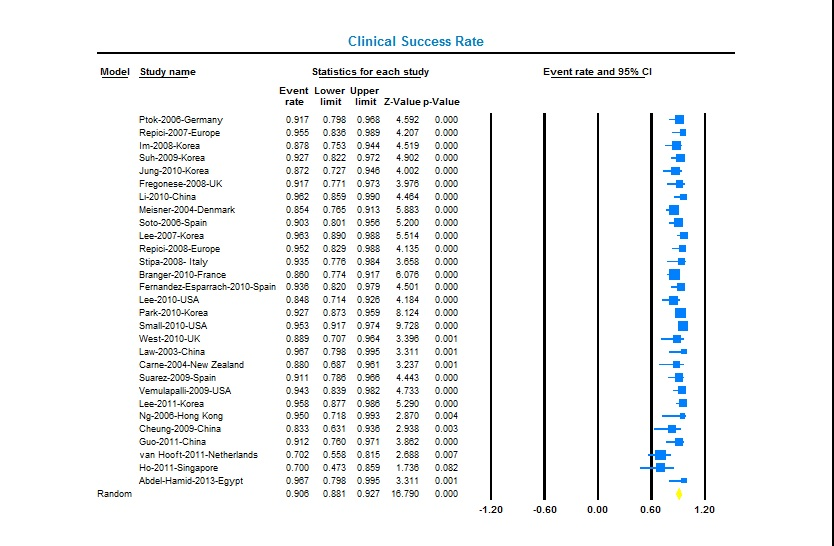 Clinical Success Rate
Model Study name Statistics for each study Event rate and 95% CI
Event Lower Upper
rate limit limit Z-Value p-Value
Ptok-2006-Germany 0.917 0.798 0.968 4.592 0.000
Repici-2007-Europe 0.955 0.836 0.989 4.207 0.000
Im-2008-Korea 0.878 0.753 0.944 4.519 0.000
Suh-2009-Korea 0.927 0.822 0.972 4.902 0.000
Jung-2010-Korea 0.872 0.727 0.946 4.002 0.000
Fregonese-2008-UK 0.917 0.771 0.973 3.976 0.000
Li-2010-China 0.962 0.859 0.990 4.464 0.000
Meisner-2004-Denmark 0.854 0.765 0.913 5.883 0.000
Soto-2006-Spain 0.903 0.801 0.956 5.200 0.000
Lee-2007-Korea 0.963 0.890 0.988 5.514 0.000
Repici-2008-Europe 0.952 0.829 0.988 4.135 0.000
Stipa-2008- Italy 0.935 0.776 0.984 3.658 0.000
Branger-2010-France 0.860 0.774 0.917 6.076 0.000
Fernandez-Esparrach-2010-Spain 0.936 0.820 0.979 4.501 0.000
Lee-2010-USA 0.848 0.714 0.926 4.184 0.000
Park-2010-Korea 0.927 0.873 0.959 8.124 0.000
Small-2010-USA 0.953 0.917 0.974 9.728 0.000
West-2010-UK 0.889 0.707 0.964 3.396 0.001
Law-2003-China 0.967 0.798 0.995 3.311 0.001
Carne-2004-New Zealand 0.880 0.687 0.961 3.237 0.001
Suarez-2009-Spain 0.911 0.786 0.966 4.443 0.000
Vemulapalli-2009-USA 0.943 0.839 0.982 4.733 0.000
Lee-2011-Korea 0.958 0.877 0.986 5.290 0.000
Ng-2006-Hong Kong 0.950 0.718 0.993 2.870 0.004
Cheung-2009-China 0.833 0.631 0.936 2.938 0.003
Guo-2011-China 0.912 0.760 0.971 3.862 0.000
van Hooft-2011-Netherlands 0.702 0.558 0.815 2.688 0.007
Ho-2011-Singapore 0.700 0.473 0.859 1.736 0.082
Abdel-Hamid-2013-Egypt 0.967 0.798 0.995 3.311 0.001
Random 0.906 0.881 0.927 16.790 0.000
-1.20 -0.60 0.00 0.60 1.20